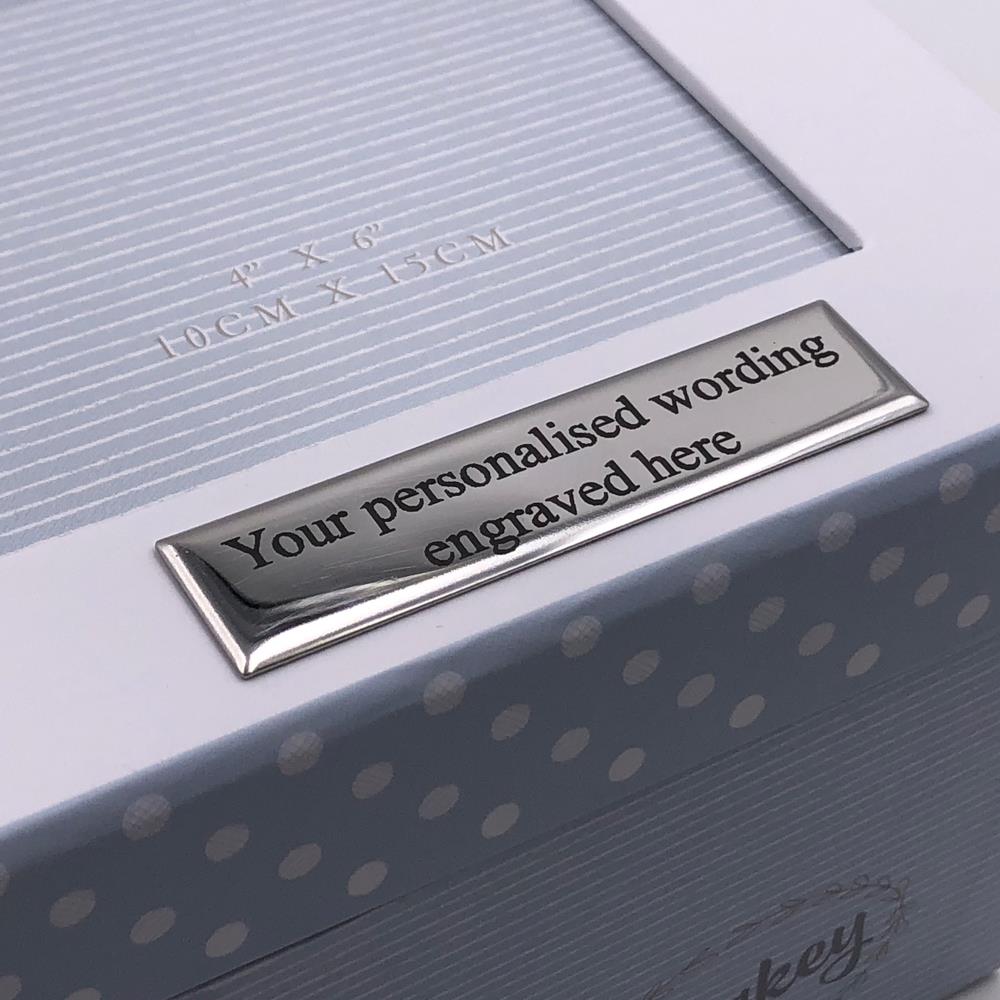 4” X 6”
10CM X 15CM
Your personalised wording
engraved here